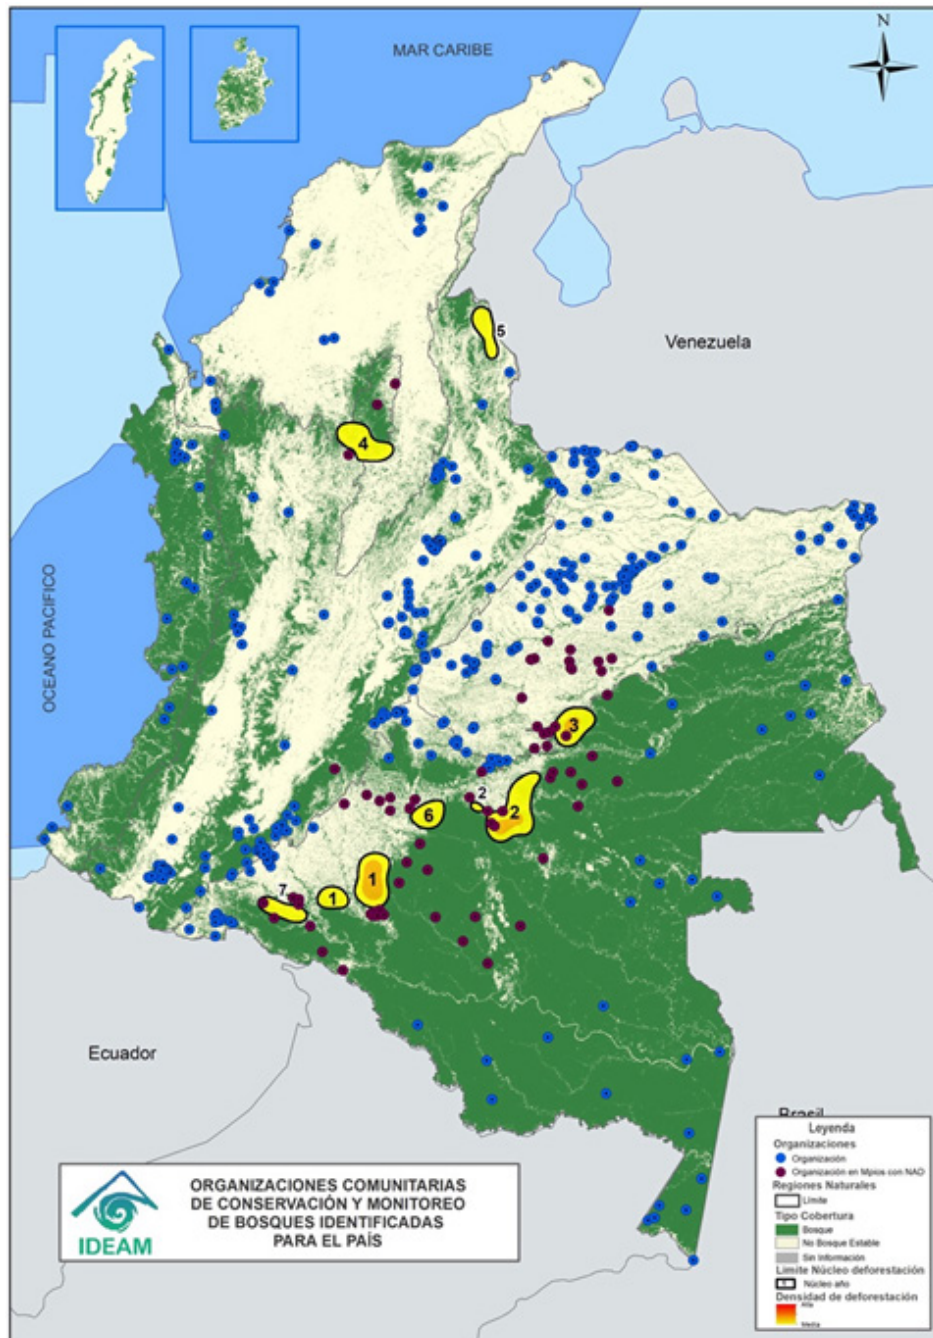 N
MAR CARIBE
Venezuela
OCEANO PACIFICO
5
4
3
2
2
6
1
7
1
Ecuador
Brasil
IDEAM
ORGANIZACIONES COMUNITARIAS
DE CONSERVACIÓN Y MONITOREO
DE BOSQUES IDENTIFICADAS
PARA EL PAÍS
Leyenda
Organizaciones
Organización
Organización en Mpios con NAD
Regiones Naturales
Límite
Tipo Cobertura
Bosque
No Bosque Estable
Sin Información
Límite Núcleo deforestación
Núcleo año
Densidad de deforestación
Alta
Media